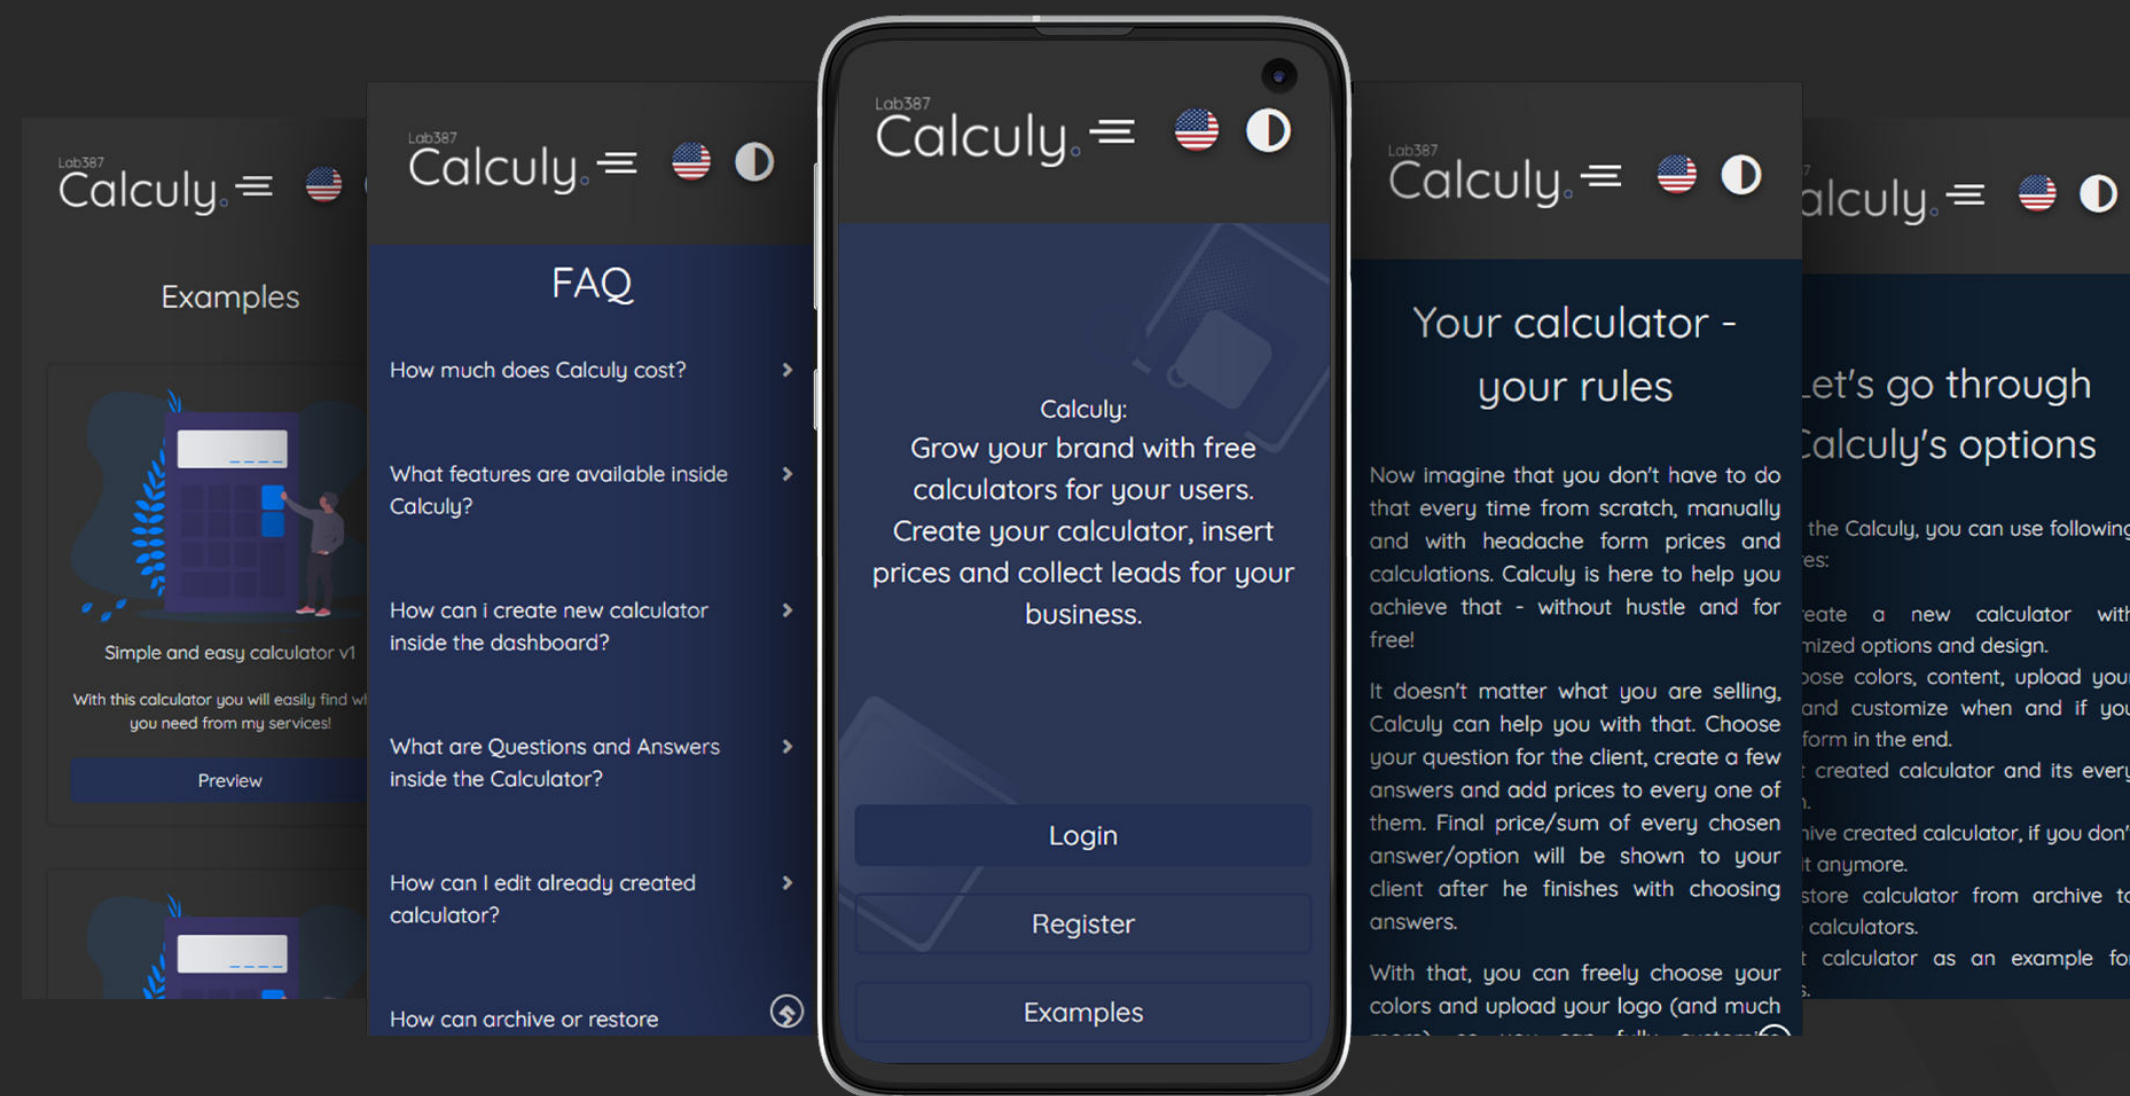 Lab387
Calculy.
Examples
Simple and easy calculator v1
With this calculator you will easily find
you need from my services!
Preview
Lab387
Calculy.
FAQ
How much does Calculy cost?
What features are available inside
Calculy?
How can i create new calculator
inside the dashboard?
What are Questions and Answers
inside the Calculator?
How can I edit already created
calculator?
How can archive or restore
Lab387
Calculy.
Calculy:
Grow your brand with free
calculators for your users.
Create your calculator, insert
prices and collect leads for your
business.
Login
Register
Examples
Lab387
Calculy.
Your calculator -
your rules
Now imagine that you don't have to do
that every time from scratch, manually
and with headache form prices and
calculations. Calculy is here to help you
achieve that - without hustle and for
free!
It doesn't matter what you are selling,
Calculy can help you with that. Choose
your question for the client, create a few
answers and add prices to every one of
them. Final price/sum of every chosen
answer/option will be shown to your
client after he finishes with choosing
answers.
With that, you can freely choose your
colors and upload your logo (and much
alculy.
et's go through
Calculy's options
the Calculy, you can use following
es:
eate a new calculator with
mized options and design.
ose colors, content, upload your
and customize when and if you
form in the end.
created calculator and its every
ive created calculator, if you don't
it anymore.
store calculator from archive to
calculators.
calculator as an example for